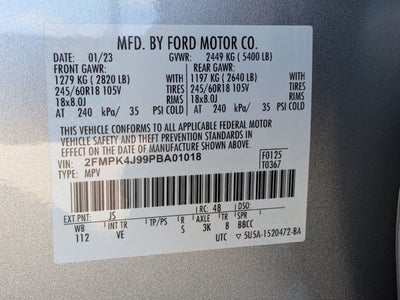 MFD. BY FORD MOTOR CO.
DATE: 01/23 GVWR: 2449 KG (5400 LB)
FRONT GAWR: REAR GAWR:
1279 KG (2820 LB) 1197 KG (2640 LB)
245/60R18 105V TIRES 245/60R18 105V TIRES
18x8.0J RIMS 18x8.0J RIMS
AT 240 kPa/ 35 PSI COLD AT 240 kPa/ 35 PSI COLD
THIS VEHICLE CONFORMS TO ALL APPLICABLE FEDERAL MOTOR
VEHICLE SAFETY AND THEFT PREVENTION STANDARDS IN
EFFECT ON THE DATE OF MANUFACTURE SHOWN ABOVE.
VIN: 2FMPK4J99PBA01018 F0125
TYPE: MPV T0367
EXT PNT: JS RC: 48 DSO:
WB INT TR TP/PS R AXLE TR SPR
112 VE S 3K 8 BBCC
UTC 5U5A-1520472-BA